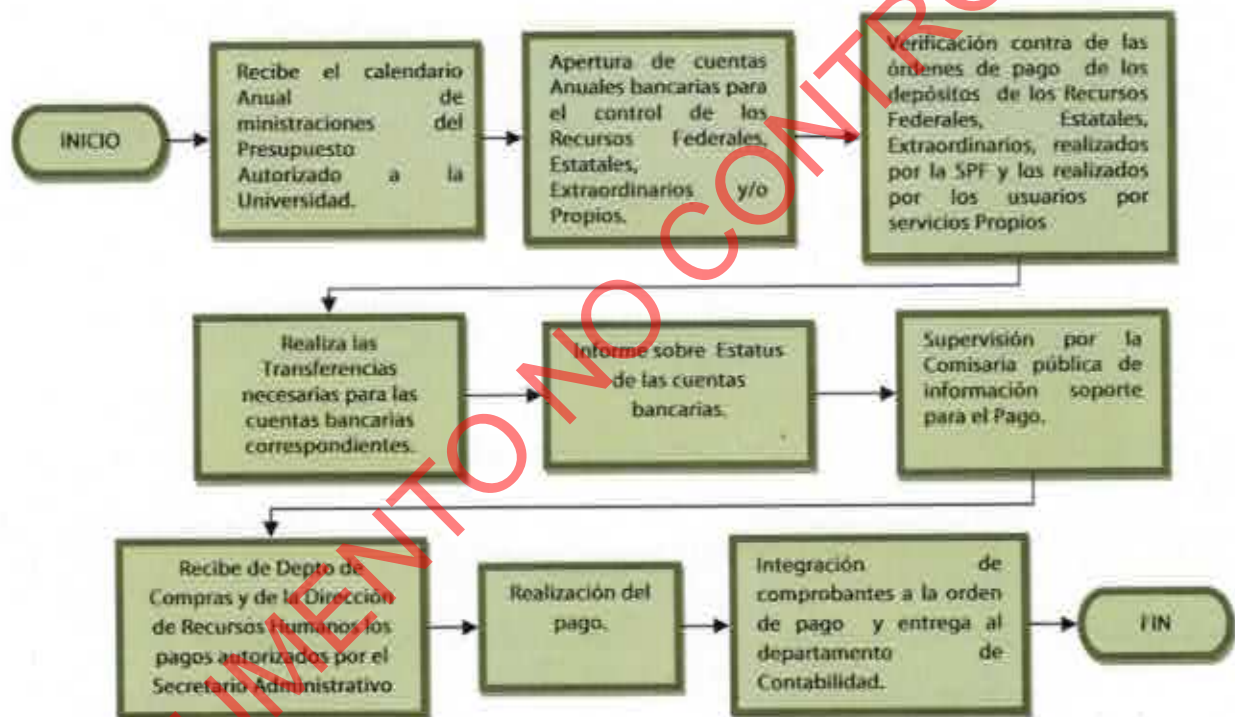 INICIO
Recibe el calendario
Anual de
ministraciones del
Presupuesto
Autorizado a la
Universidad.
Apertura de cuentas
Anuales bancarias para
el control de los
Recursos Federales,
Estatales,
Extraordinarios y/o
Propios.
Verificación contra de las
órdenes de pago de los
depósitos de los Recursos
Federales, Estatales,
Extraordinarios, realizados
por la SPF y los realizados
por los usuarios por
servicios Propios
Realiza las
Transferencias
necesarias para las
cuentas bancarias
correspondientes.
Informe sobre Estatus
de las cuentas
bancarias.
Supervisión por la
Comisaria pública de
información soporte
para el Pago.
Recibe de Depto de
Compras y de la Dirección
de Recursos Humanos los
pagos autorizados por el
Secretario Administrativo
Realización del
pago.
Integración de
comprobantes a la orden
de pago y entrega al
departamento de
Contabilidad.
FIN
UMENTO NO CONTRO